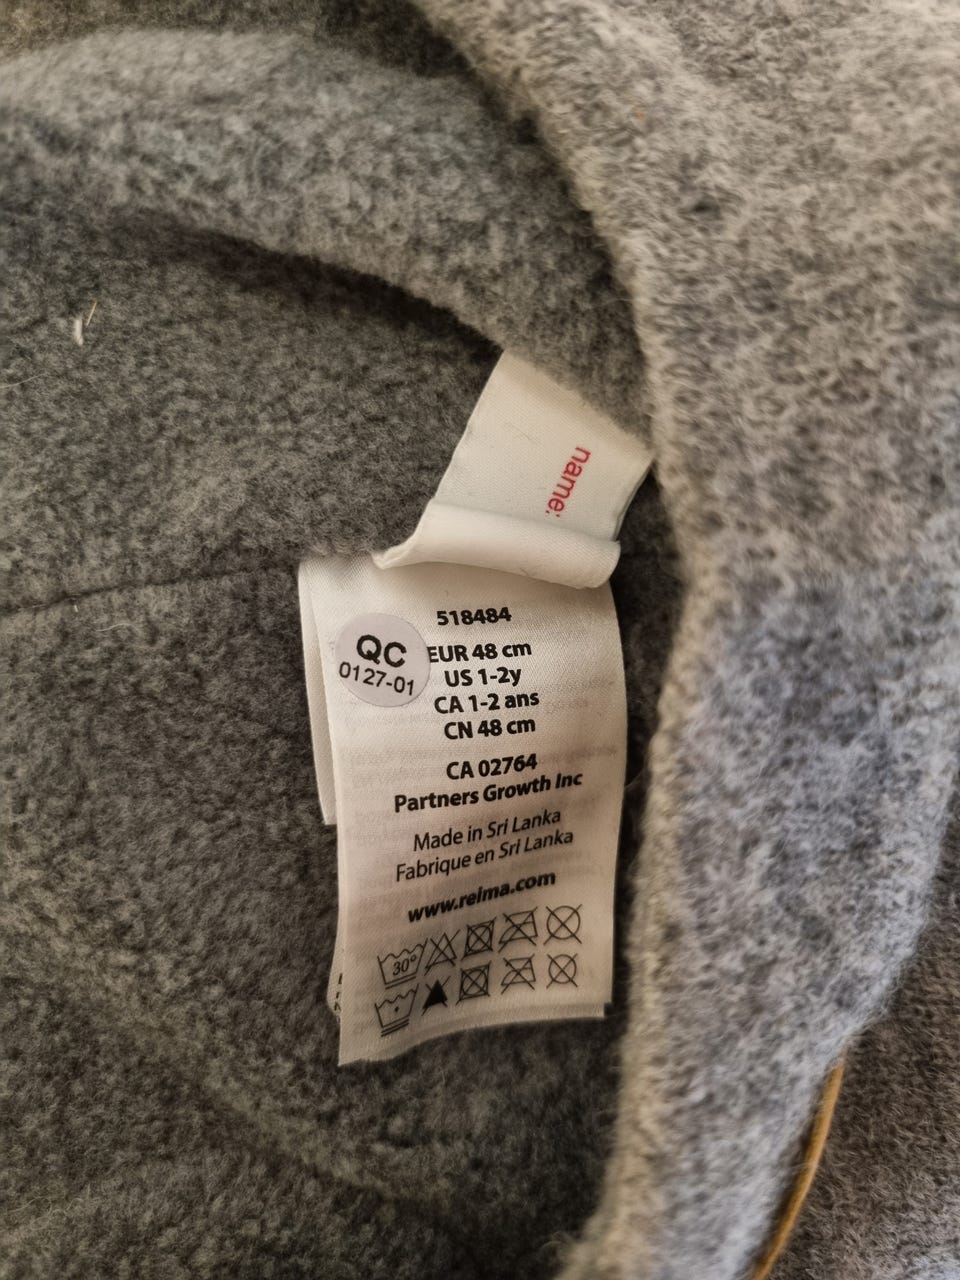 name:
518484
QC
0127-01
EUR 48 cm
US 1-2y
CA 1-2 ans
CN 48 cm
CA 02764
Partners Growth Inc
Made in Sri Lanka
Fabrique en Sri Lanka
www.reima.com
30°